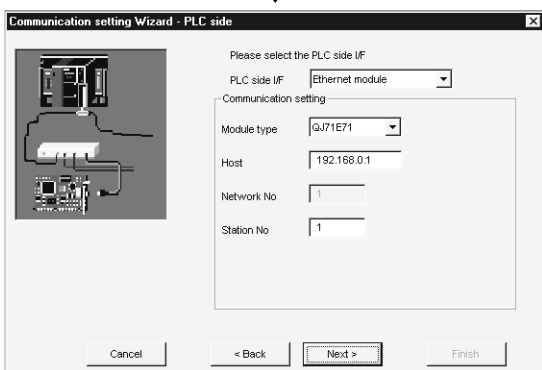 Communication setting Wizard - PLC side
Please select the PLC side I/F
PLC side I/F Ethernet module
Communication setting
Module type QJ71E71
Host 192.168.0.1
Network No 1
Station No 1
Cancel < Back Next > Finish